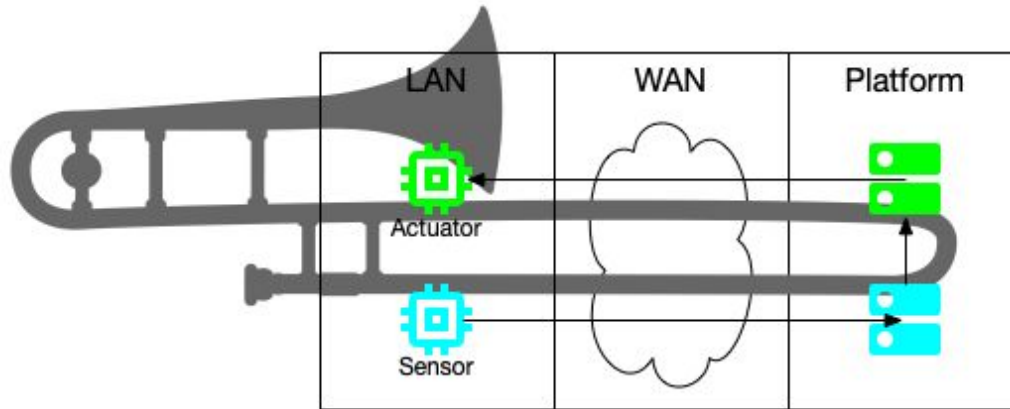 LAN
WAN
Platform
Actuator
Sensor